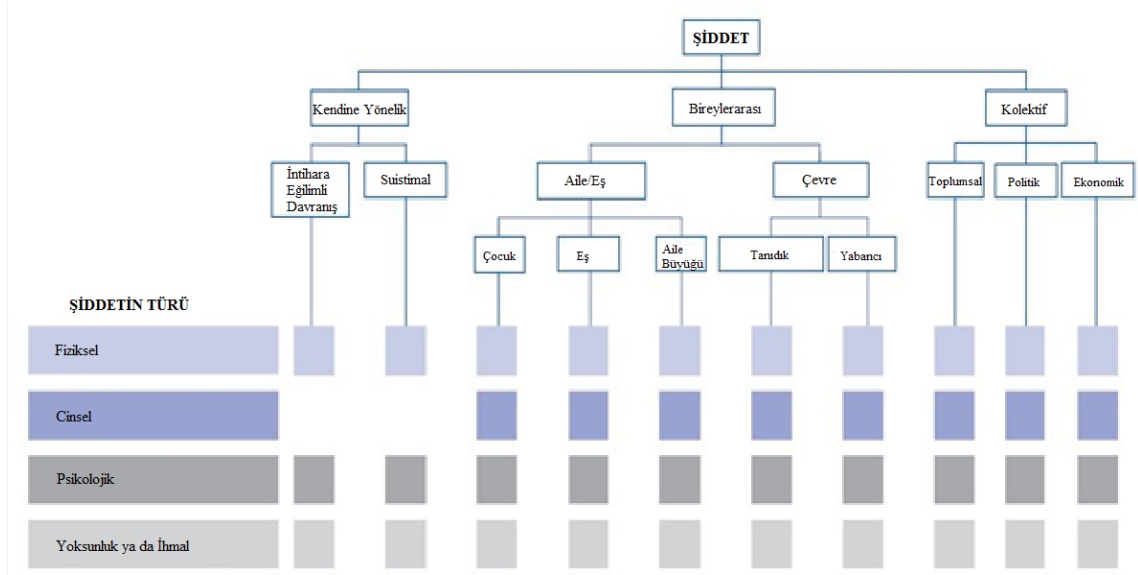 ŞİDDET
Kendine Yönelik
Bireylerarası
Kolektif
İntihara
Eğilimli
Davranış
Suistimal
Aile/Eş
Çevre
Toplumsal
Politik
Ekonomik
Çocuk
Eş
Aile
Büyüğü
Tanıdık
Yabancı
ŞİDDETİN TÜRÜ
Fiziksel
Cinsel
Psikolojik
Yoksunluk ya da İhmal